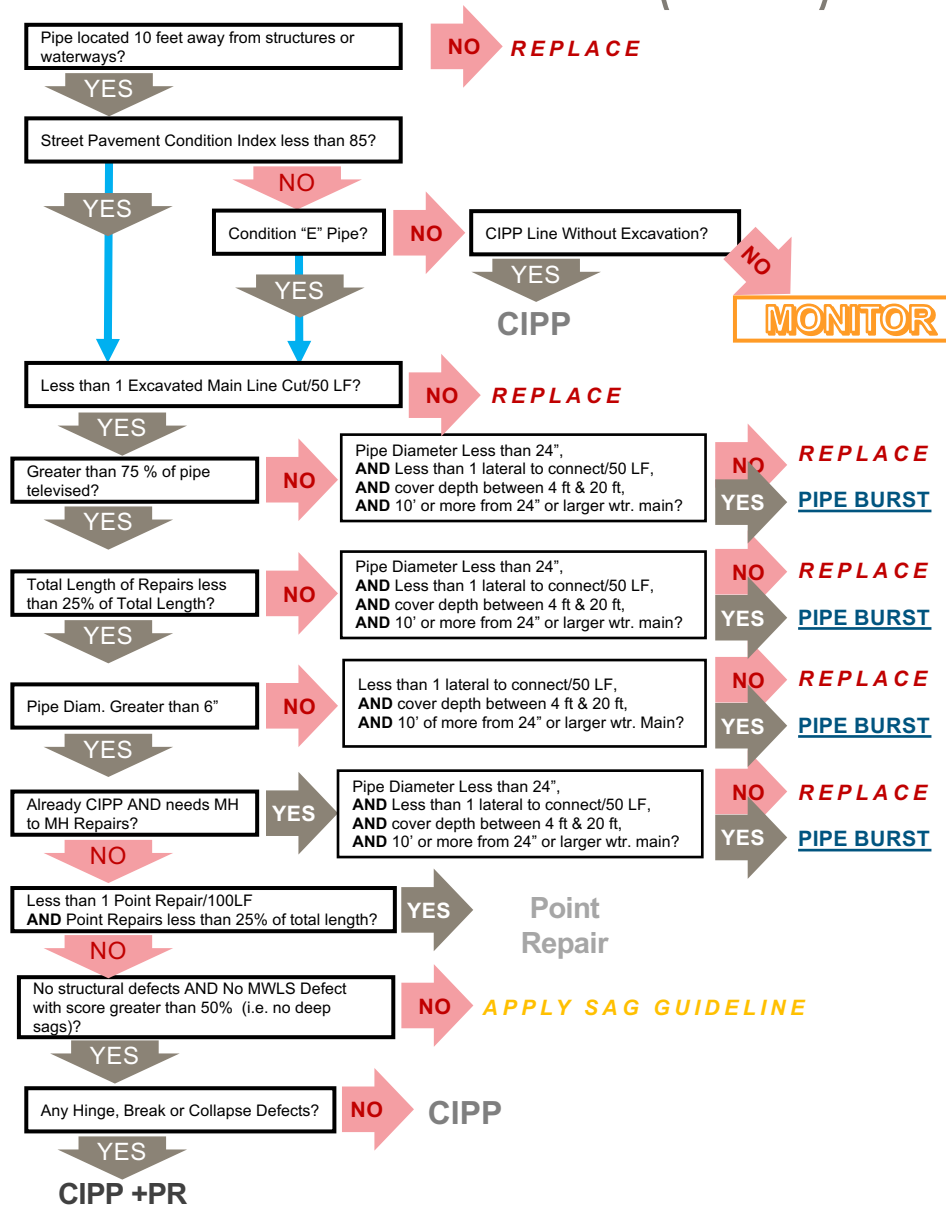 Pipe located 10 feet away from structures or
waterways?
NO
REPLACE
YES
Street Pavement Condition Index less than 85?
YES
NO
Condition “E” Pipe?
NO
CIPP Line Without Excavation?
NO
YES
YES
CIPP
MONITOR
Less than 1 Excavated Main Line Cut/50 LF?
NO
REPLACE
YES
Greater than 75 % of pipe
televised?
NO
Pipe Diameter Less than 24”,
AND Less than 1 lateral to connect/50 LF,
AND cover depth between 4 ft & 20 ft,
AND 10’ or more from 24” or larger wtr. main?
NO
REPLACE
YES
PIPE BURST
YES
Total Length of Repairs less
than 25% of Total Length?
NO
Pipe Diameter Less than 24”,
AND Less than 1 lateral to connect/50 LF,
AND cover depth between 4 ft & 20 ft,
AND 10’ or more from 24” or larger wtr. main?
NO
REPLACE
YES
PIPE BURST
YES
Pipe Diam. Greater than 6”
NO
Less than 1 lateral to connect/50 LF,
AND cover depth between 4 ft & 20 ft,
AND 10’ of more from 24” or larger wtr. Main?
NO
REPLACE
YES
PIPE BURST
YES
Already CIPP AND needs MH
to MH Repairs?
YES
Pipe Diameter Less than 24”,
AND Less than 1 lateral to connect/50 LF,
AND cover depth between 4 ft & 20 ft,
AND 10’ or more from 24” or larger wtr. main?
NO
REPLACE
YES
PIPE BURST
NO
Less than 1 Point Repair/100LF
AND Point Repairs less than 25% of total length?
YES
Point
Repair
NO
No structural defects AND No MWLS Defect
with score greater than 50% (i.e. no deep
sags)?
NO
APPLY SAG GUIDELINE
YES
Any Hinge, Break or Collapse Defects?
NO
CIPP
YES
CIPP +PR